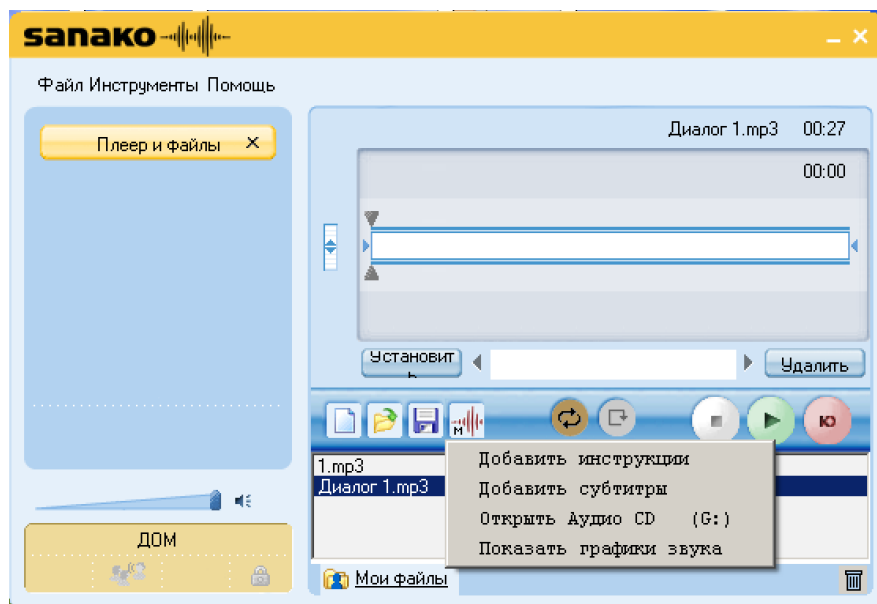 sanako
Файл Инструменты Помощь
Плеер и файлы
Диалог 1.mp3 00:27
00:00
Установит
ь
Удалить
м
ю
1.mp3
Диалог 1.mp3
Добавить инструкции
Добавить субтитры
Открыть Аудио CD (G:)
Показать графики звука
ДОМ
Мои файлы